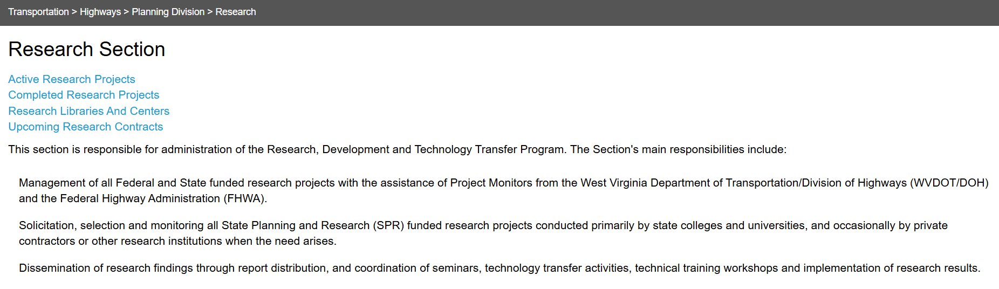 Transportation > Highways > Planning Division > Research
Research Section
Active Research Projects
Completed Research Projects
Research Libraries And Centers
Upcoming Research Contracts
This section is responsible for administration of the Research, Development and Technology Transfer Program. The Section's main responsibilities include:
Management of all Federal and State funded research projects with the assistance of Project Monitors from the West Virginia Department of Transportation/Division of Highways (WVDOT/DOH)
and the Federal Highway Administration (FHWA).
Solicitation, selection and monitoring all State Planning and Research (SPR) funded research projects conducted primarily by state colleges and universities, and occasionally by private
contractors or other research institutions when the need arises.
Dissemination of research findings through report distribution, and coordination of seminars, technology transfer activities, technical training workshops and implementation of research results.